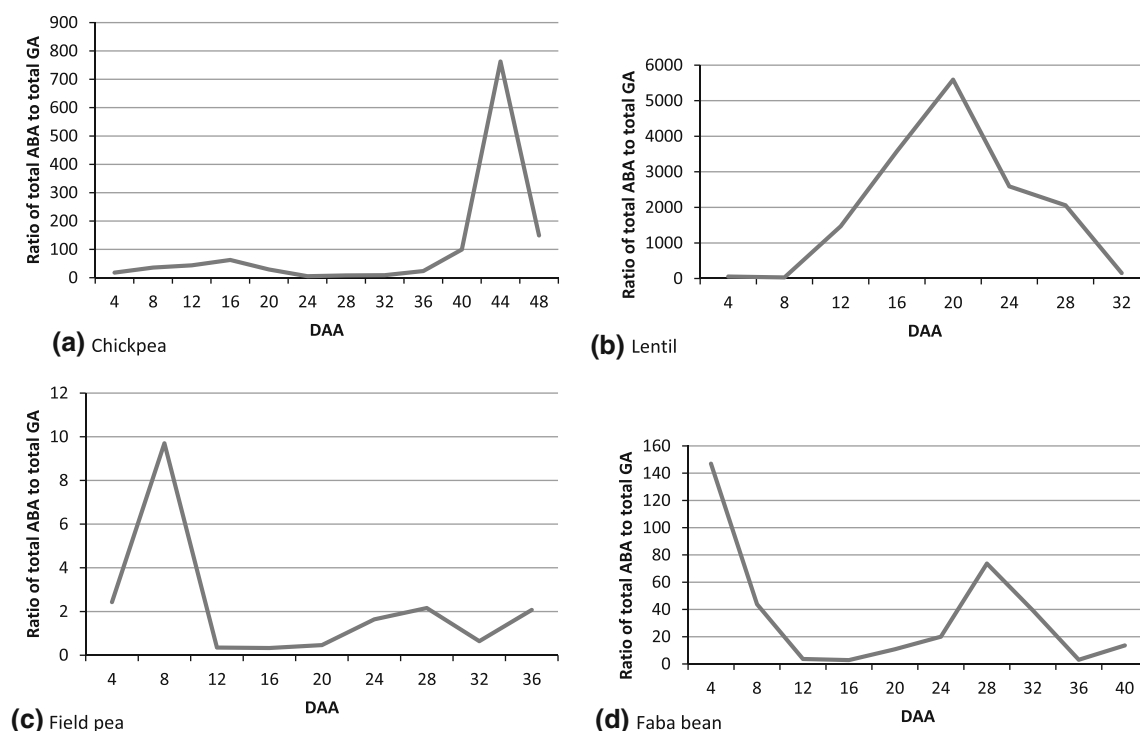 Ratio of total ABA to total GA
900
800
700
600
500
400
300
200
100
0
4 8 12 16 20 24 28 32 36 40 44 48
DAA
(a) Chickpea
Ratio of total ABA to total GA
6000
5000
4000
3000
2000
1000
0
4 8 12 16 20 24 28 32
DAA
(b) Lentil
Ratio of total ABA to total GA
12
10
8
6
4
2
0
4 8 12 16 20 24 28 32 36
DAA
(c) Field pea
Ratio of total ABA to total GA
160
140
120
100
80
60
40
20
0
4 8 12 16 20 24 28 32 36 40
DAA
(d) Faba bean